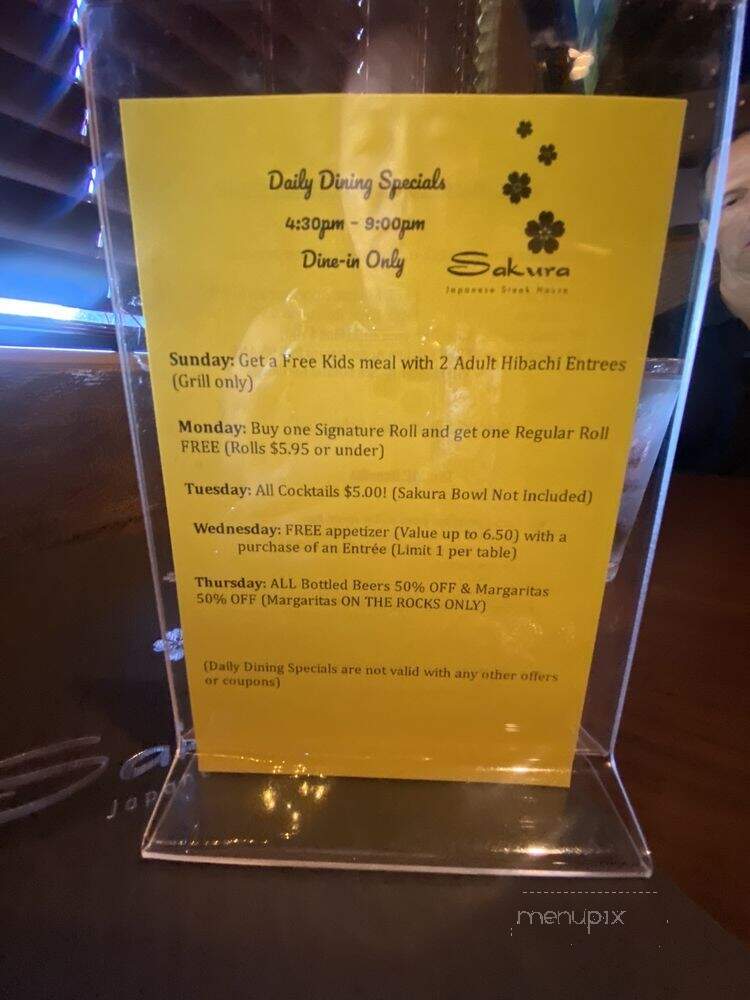 Daily Dining Specials
4:30pm - 9:00pm
Dine-in Only
Sakura
Japanese Steak House
Sunday: Get a Free Kids meal with 2 Adult Hibachi Entrees
(Grill only)
Monday: Buy one Signature Roll and get one Regular Roll
FREE (Rolls $5.95 or under)
Tuesday: All Cocktails $5.00! (Sakura Bowl Not Included)
Wednesday: FREE appetizer (Value up to 6.50) with a
purchase of an Entrée (Limit 1 per table)
Thursday: ALL Bottled Beers 50% OFF & Margaritas
50% OFF (Margaritas ON THE ROCKS ONLY)
(Daily Dining Specials are not valid with any other offers
or coupons)
menupix